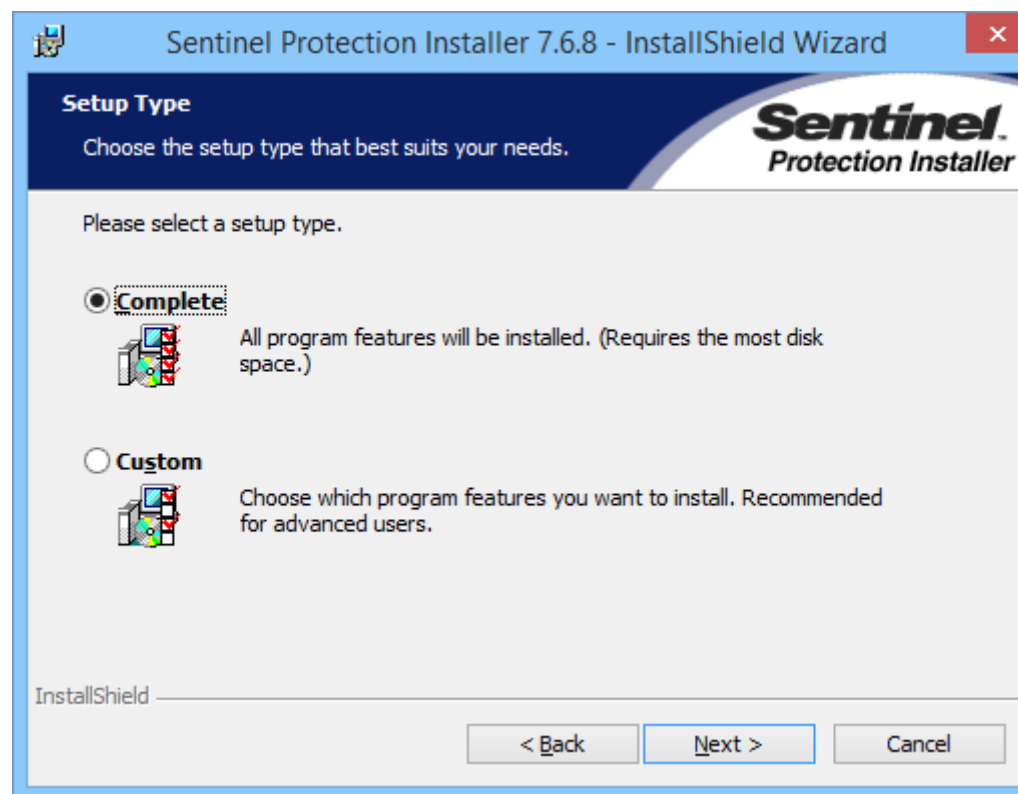 Sentinel Protection Installer 7.6.8 - InstallShield Wizard
Setup Type
Choose the setup type that best suits your needs.
Sentinel.
Protection Installer
Please select a setup type.
Complete
All program features will be installed. (Requires the most disk
space.)
Custom
Choose which program features you want to install. Recommended
for advanced users.
InstallShield
< Back
Next >
Cancel